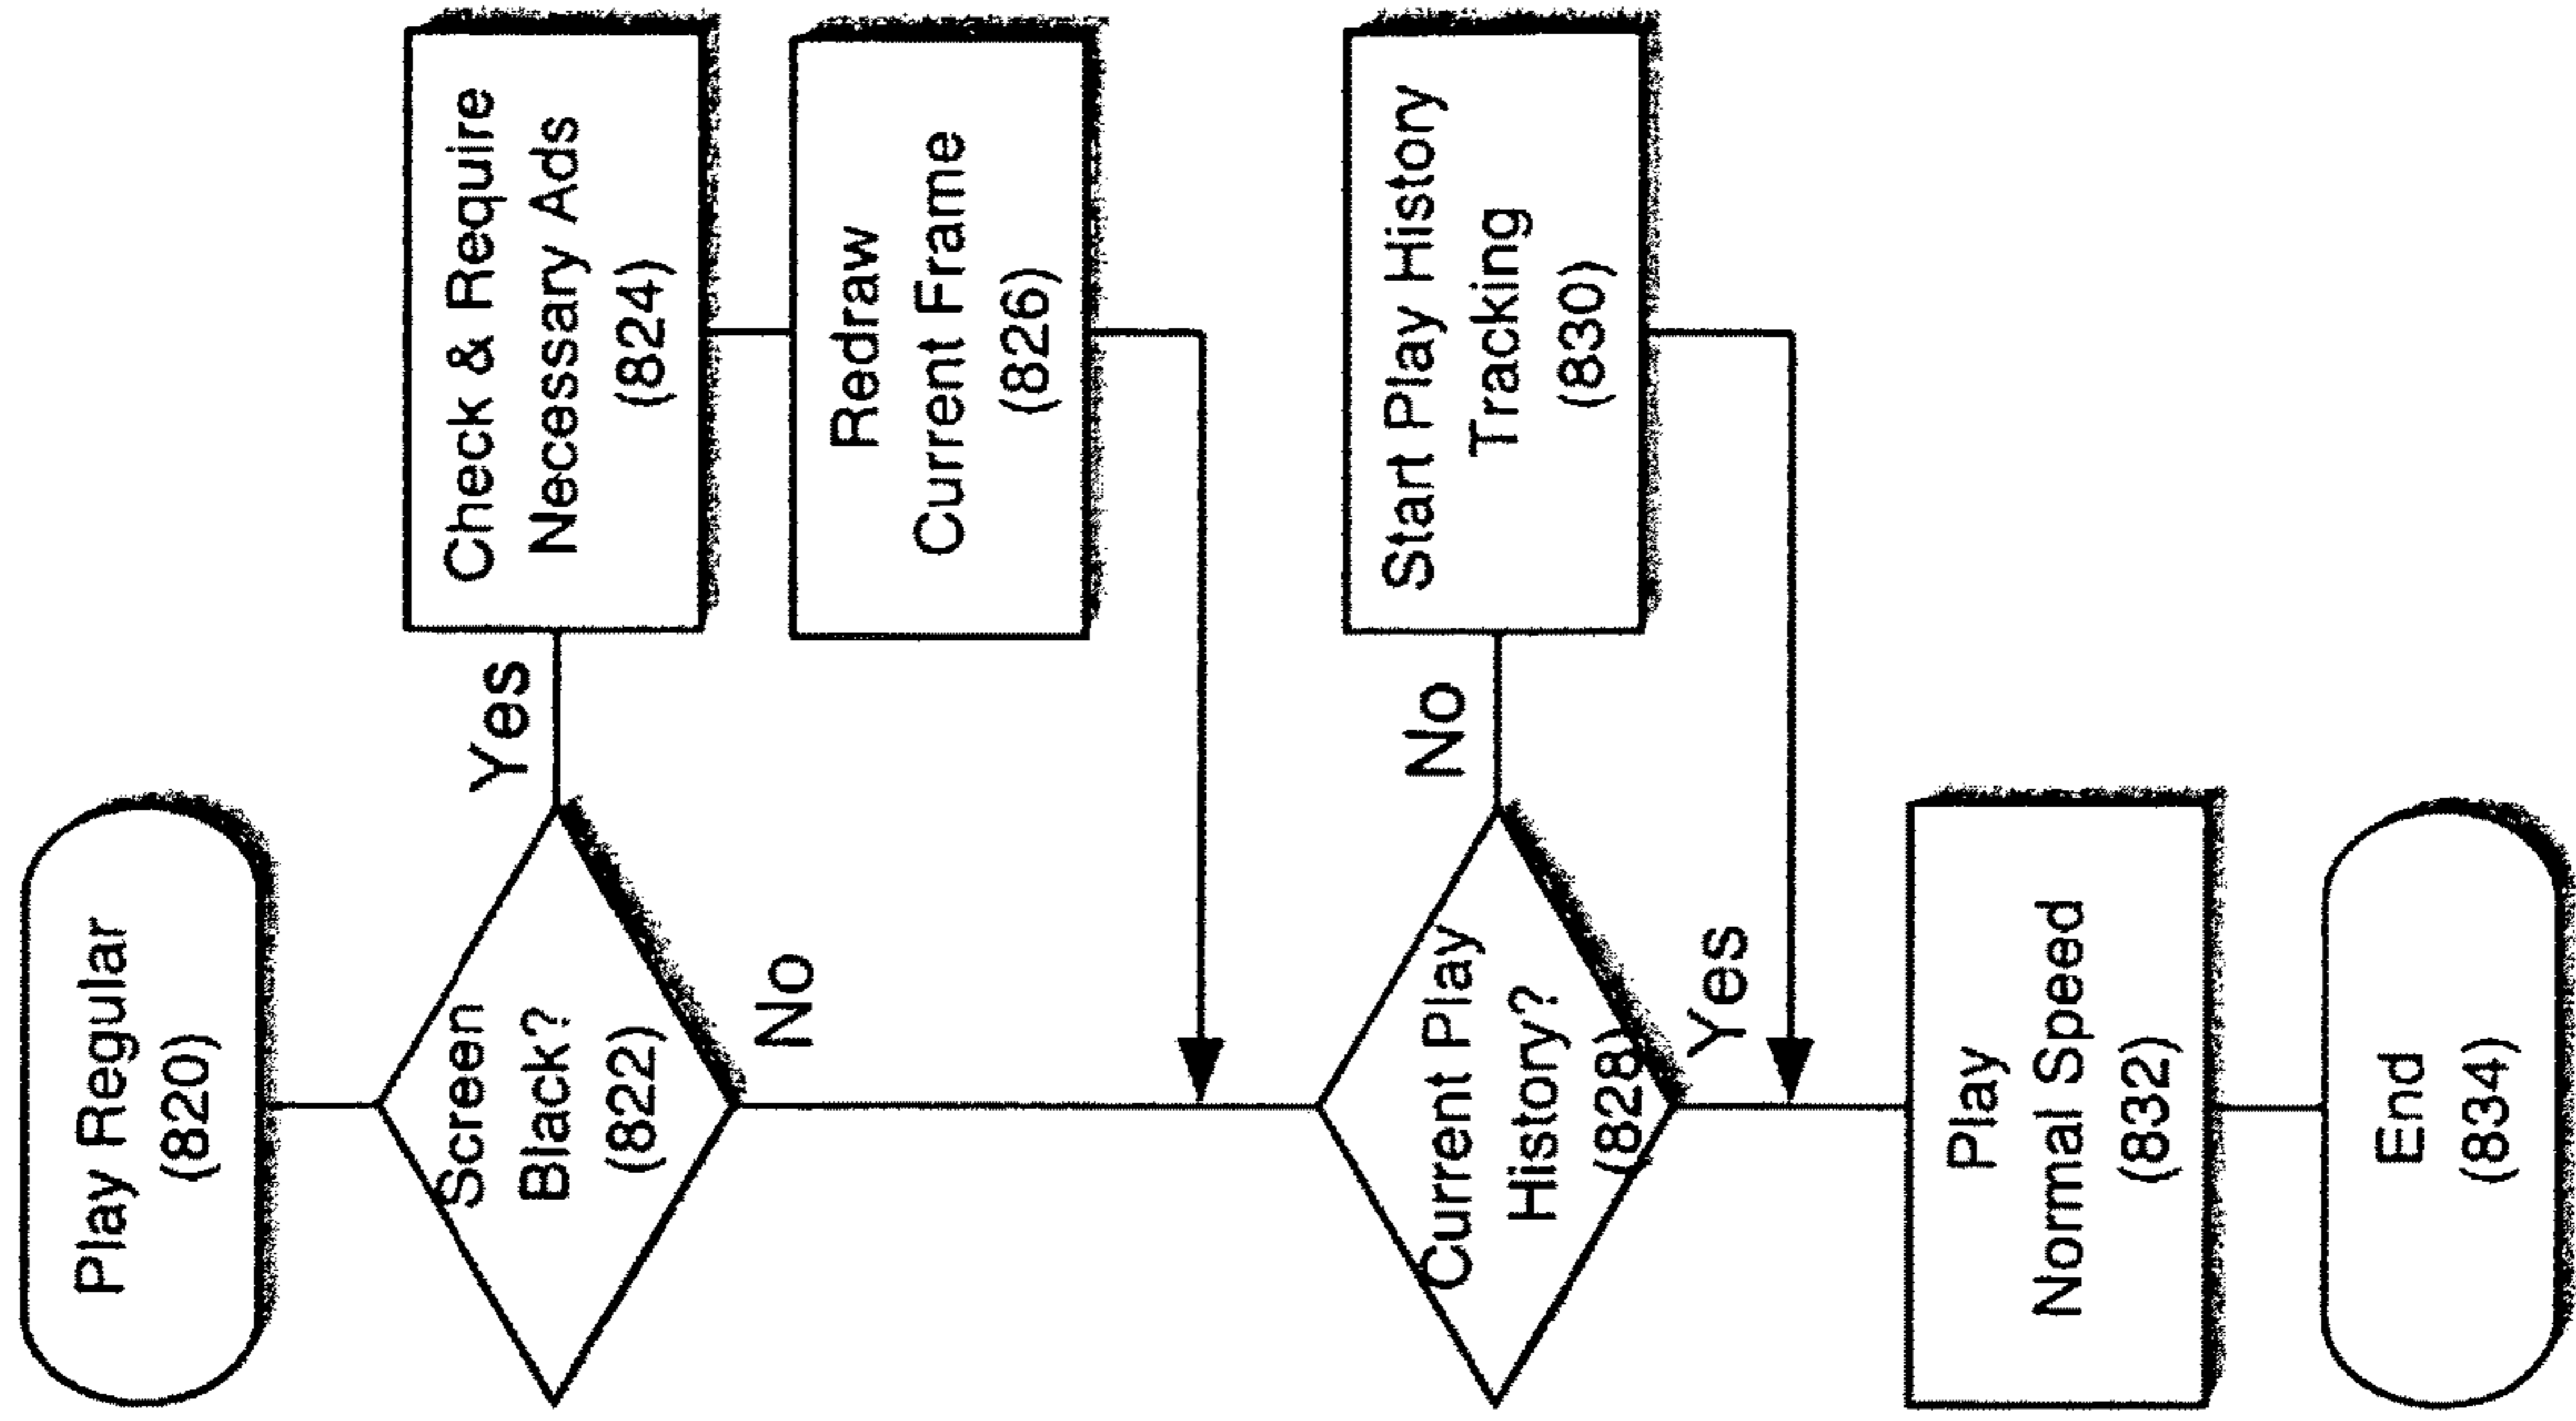 Play Regular
(820)
Screen
Black?
(822)
Yes
No
Check & Require
Necessary Ads
(824)
Redraw
Current Frame
(826)
Current Play
History?
(828)
No
Yes
Start Play History
Tracking
(830)
Play
Normal Speed
(832)
End
(834)